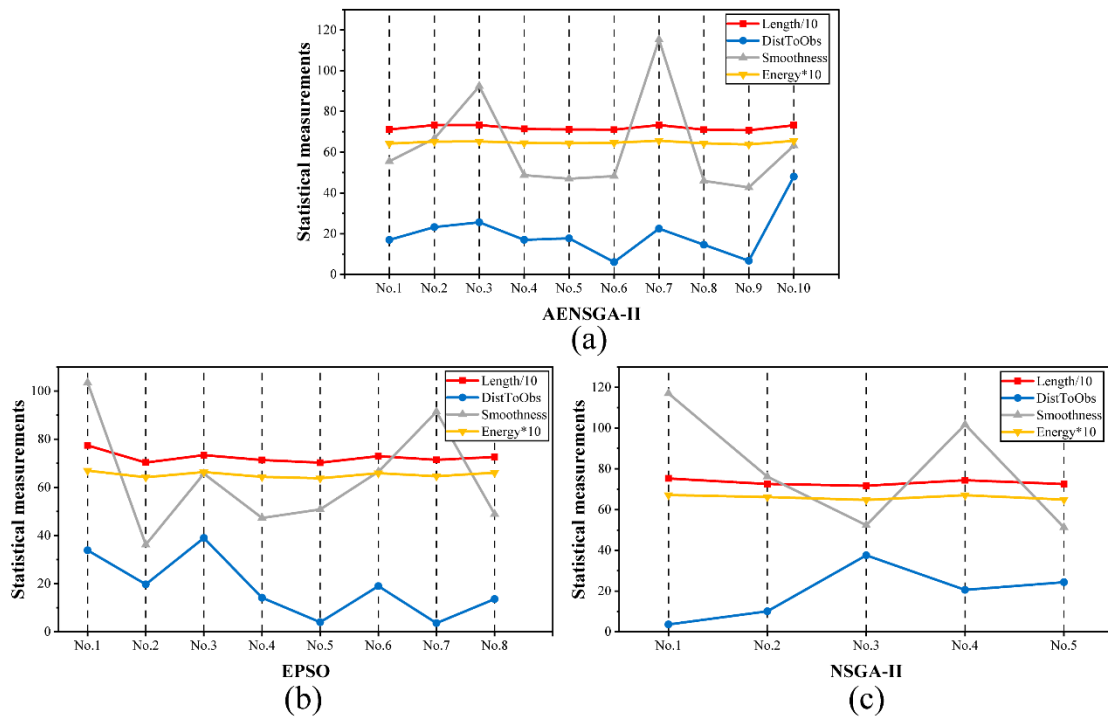 Statistical measurements
120
100
80
60
40
20
0
Length/10
DistToObs
Smoothness
Energy*10
No.1 No.2 No.3 No.4 No.5 No.6 No.7 No.8 No.9 No.10
AENSGA-II
(a)
Statistical measurements
100
80
60
40
20
0
Length/10
DistToObs
Smoothness
Energy*10
No.1 No.2 No.3 No.4 No.5 No.6 No.7 No.8
EPSO
(b)
Statistical measurements
120
100
80
60
40
20
0
Length/10
DistToObs
Smoothness
Energy*10
No.1 No.2 No.3 No.4 No.5
NSGA-II
(c)